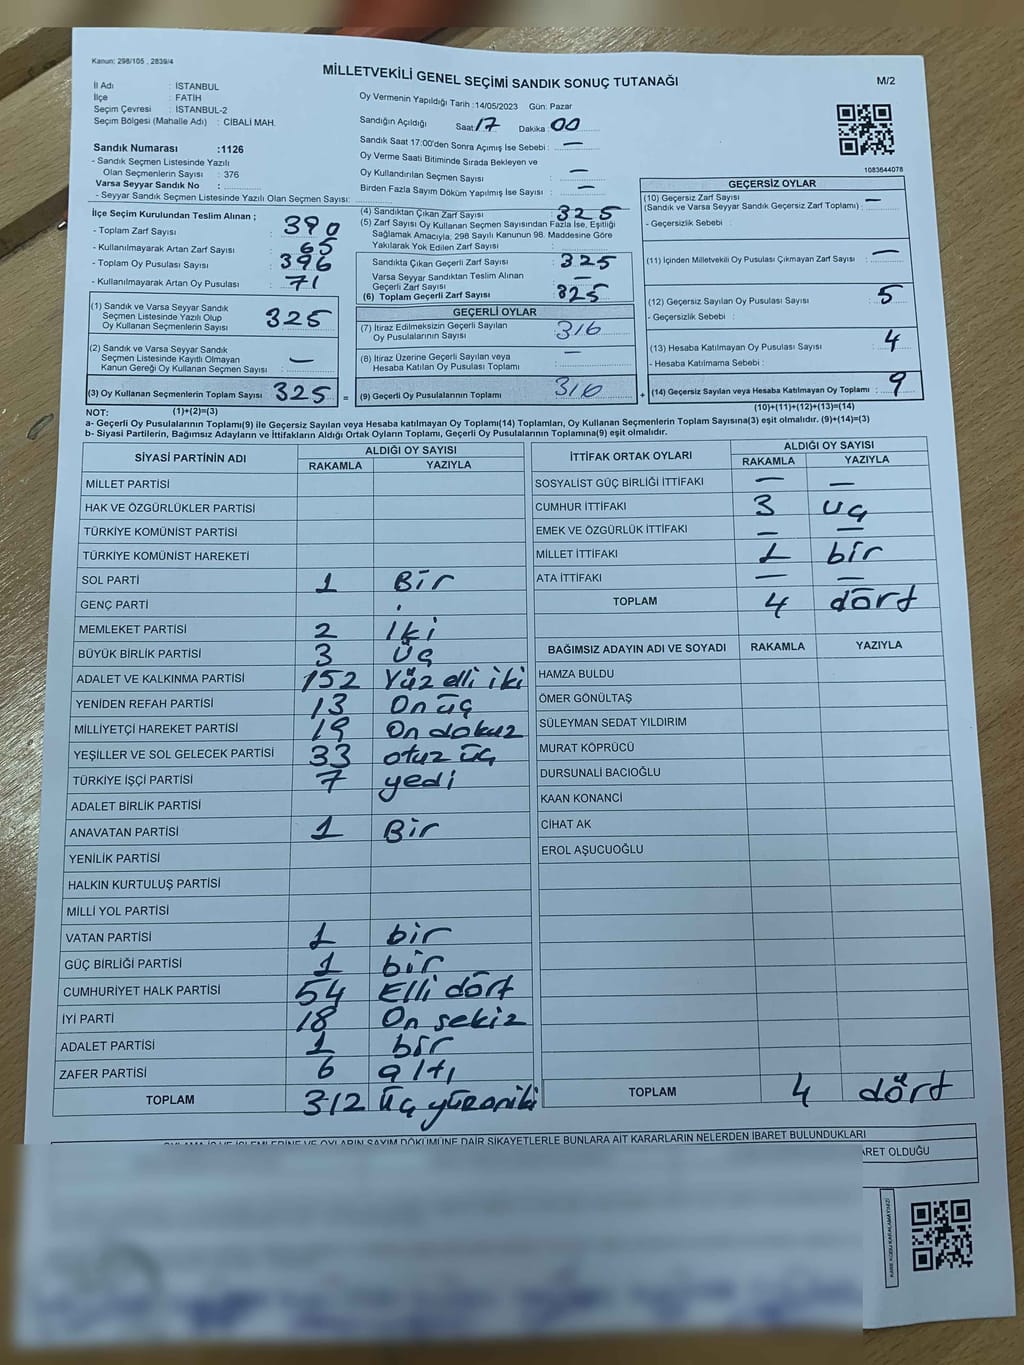 Kanun: 298/105 , 2839/4
MİLLETVEKİLİ GENEL SEÇİMİ SANDIK SONUÇ TUTANAĞI
M/2
İl Adı : İSTANBUL
İlçe : FATİH
Seçim Çevresi : İSTANBUL-2
Seçim Bölgesi (Mahalle Adı) : CİBALİ MAH.
Sandık Numarası :1126
- Sandık Seçmen Listesinde Yazılı
Olan Seçmenlerin Sayısı : 376
Varsa Seyyar Sandık No :
- Seyyar Sandık Seçmen Listesinde Yazılı Olan Seçmen Sayısı:
Oy Vermenin Yapıldığı Tarih :14/05/2023 Gün: Pazar
Sandığın Açıldığı Saat: 17 Dakika : 00
Sandık Saat 17:00'den Sonra Açımış İse Sebebi : —
Oy Verme Saati Bitiminde Sırada Bekleyen ve
Oy Kullandırılan Seçmen Sayısı : —
Birden Fazla Sayım Döküm Yapılmış İse Sayısı : —
1083644078
İlçe Seçim Kurulundan Teslim Alınan ;
- Toplam Zarf Sayısı : 390
- Kullanılmayarak Artan Zarf Sayısı : 65
- Toplam Oy Pusulası Sayısı : 396
- Kullanılmayarak Artan Oy Pusulası : 71
(1) Sandık ve Varsa Seyyar Sandık
Seçmen Listesinde Yazılı Olup
Oy Kullanan Seçmenlerin Sayısı : 325
(2) Sandık ve Varsa Seyyar Sandık
Seçmen Listesinde Kayıtlı Olmayan
Kanun Gereği Oy Kullanan Seçmen Sayısı : —
(3) Oy Kullanan Seçmenlerin Toplam Sayısı : 325
(4) Sandıktan Çıkan Zarf Sayısı : 325
(5) Zarf Sayısı Oy Kullanan Seçmen Sayısından Fazla İse, Eşitliği
Sağlamak Amacıyla; 298 Sayılı Kanunun 98. Maddesine Göre
Yakılarak Yok Edilen Zarf Sayısı :
Sandıkta Çıkan Geçerli Zarf Sayısı : 325
Varsa Seyyar Sandıktan Teslim Alınan
Geçerli Zarf Sayısı : —
(6) Toplam Geçerli Zarf Sayısı : 325
GEÇERLİ OYLAR
(7) İtiraz Edilmeksizin Geçerli Sayılan
Oy Pusulalarının Sayısı : 316
(8) İtiraz Üzerine Geçerli Sayılan veya
Hesaba Katılan Oy Pusulası Toplamı : —
= (9) Geçerli Oy Pusulalarının Toplamı : 316
GEÇERSİZ OYLAR
(10) Geçersiz Zarf Sayısı
(Sandık ve Varsa Seyyar Sandık Geçersiz Zarf Toplamı) : —
- Geçersizlik Sebebi :
(11) İçinden Milletvekili Oy Pusulası Çıkmayan Zarf Sayısı : —
(12) Geçersiz Sayılan Oy Pusulası Sayısı : 5
- Geçersizlik Sebebi :
(13) Hesaba Katılmayan Oy Pusulası Sayısı : 4
- Hesaba Katılmama Sebebi :
+ (14) Geçersiz Sayılan veya Hesaba Katılmayan Oy Toplamı : 9
NOT: (1)+(2)=(3)
(10)+(11)+(12)+(13)=(14)
a- Geçerli Oy Pusulalarının Toplamı(9) ile Geçersiz Sayılan veya Hesaba katılmayan Oy Toplamı(14) Toplamları, Oy Kullanan Seçmenlerin Toplam Sayısına(3) eşit olmalıdır. (9)+(14)=(3)
b- Siyasi Partilerin, Bağımsız Adayların ve İttifakların Aldığı Ortak Oyların Toplamı, Geçerli Oy Pusulalarının Toplamına(9) eşit olmalıdır.
SİYASİ PARTİNİN ADI
ALDIĞI OY SAYISI
RAKAMLA YAZIYLA
MİLLET PARTİSİ
HAK VE ÖZGÜRLÜKLER PARTİSİ
TÜRKİYE KOMÜNİST PARTİSİ
TÜRKİYE KOMÜNİST HAREKETİ
SOL PARTİ 1 Bir
GENÇ PARTİ
MEMLEKET PARTİSİ 2 İki
BÜYÜK BİRLİK PARTİSİ 3 Üç
ADALET VE KALKINMA PARTİSİ 152 Yüz elli iki
YENİDEN REFAH PARTİSİ 13 On üç
MİLLİYETÇİ HAREKET PARTİSİ 19 On dokuz
YEŞİLLER VE SOL GELECEK PARTİSİ 33 otuz üç
TÜRKİYE İŞÇİ PARTİSİ 7 yedi
ADALET BİRLİK PARTİSİ
ANAVATAN PARTİSİ 1 Bir
YENİLİK PARTİSİ
HALKIN KURTULUŞ PARTİSİ
MİLLİ YOL PARTİSİ
VATAN PARTİSİ 1 bir
GÜÇ BİRLİĞİ PARTİSİ 1 bir
CUMHURİYET HALK PARTİSİ 54 Elli dört
İYİ PARTİ 18 On sekiz
ADALET PARTİSİ 1 bir
ZAFER PARTİSİ 6 altı
TOPLAM 312 üç yüz on iki
İTTİFAK ORTAK OYLARI
ALDIĞI OY SAYISI
RAKAMLA YAZIYLA
SOSYALİST GÜÇ BİRLİĞİ İTTİFAKI — —
CUMHUR İTTİFAKI 3 üç
EMEK VE ÖZGÜRLÜK İTTİFAKI — —
MİLLET İTTİFAKI 1 bir
ATA İTTİFAKI — —
TOPLAM 4 dört
BAĞIMSIZ ADAYIN ADI VE SOYADI RAKAMLA YAZIYLA
HAMZA BULDU
ÖMER GÖNÜLTAŞ
SÜLEYMAN SEDAT YILDIRIM
MURAT KÖPRÜCÜ
DURSUNALİ BACIOĞLU
KAAN KONANCİ
CİHAT AK
EROL AŞUCUOĞLU
TOPLAM 4 dört
OYLAMA İŞ VE İŞLEMLERİNE VE OYLARIN SAYIM DÖKÜMÜNE DAİR ŞİKAYETLERLE BUNLARA AİT KARARLARIN NELERDEN İBARET BULUNDUKLARI
ARET OLDUĞU
KARE KODU KARALAMAYINIZ!